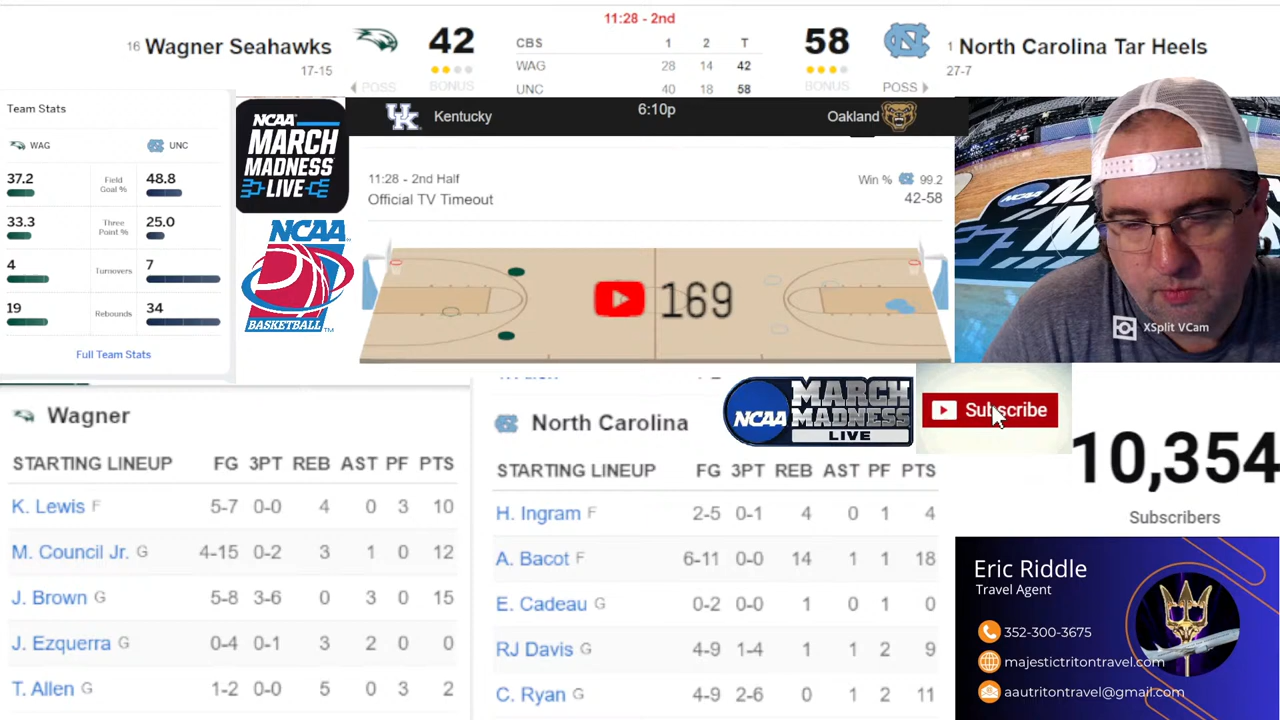 11:28 - 2nd
16 Wagner Seahawks
17-15
42
BONUS
POSS
CBS 1 2 T
WAG 28 14 42
UNC 40 18 58
58
BONUS
1 North Carolina Tar Heels
27-7
POSS
Kentucky
6:10p
Oakland
Team Stats
WAG UNC
37.2 Field Goal % 48.8
33.3 Three Point % 25.0
4 Turnovers 7
19 Rebounds 34
Full Team Stats
NCAA
MARCH
MADNESS
LIVE
NCAA
BASKETBALL
TM
11:28 - 2nd Half
Official TV Timeout
Win % 99.2
42-58
169
NCAA
XSplit VCam
Wagner
STARTING LINEUP FG 3PT REB AST PF PTS
K. Lewis F 5-7 0-0 4 0 3 10
M. Council Jr. G 4-15 0-2 3 1 0 12
J. Brown G 5-8 3-6 0 3 0 15
J. Ezquerra G 0-4 0-1 3 2 0 0
T. Allen G 1-2 0-0 5 0 3 2
North Carolina
STARTING LINEUP FG 3PT REB AST PF PTS
H. Ingram F 2-5 0-1 4 0 1 4
A. Bacot F 6-11 0-0 14 1 1 18
E. Cadeau G 0-2 0-0 1 0 1 0
RJ Davis G 4-9 1-4 1 1 2 9
C. Ryan G 4-9 2-6 0 1 2 11
NCAA
MARCH
MADNESS
LIVE
Subscribe
10,354
Subscribers
Eric Riddle
Travel Agent
352-300-3675
majestictritontravel.com
aautritontravel@gmail.com